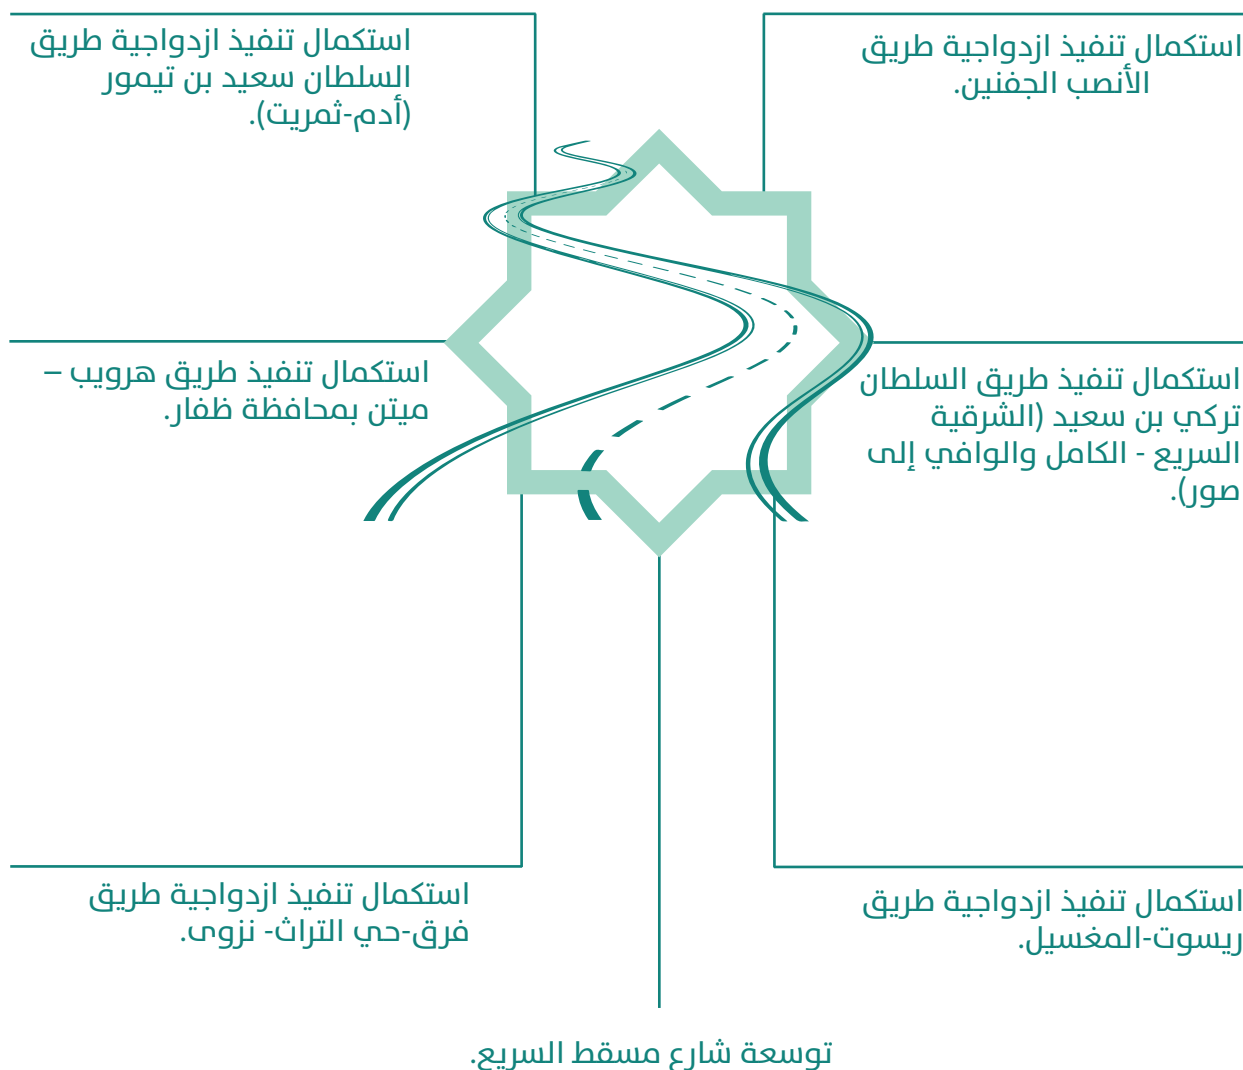 استكمال تنفيذ ازدواجية طريق
الأنصب الجفنين.
استكمال تنفيذ ازدواجية طريق
السلطان سعيد بن تيمور
(أدم-ثمريت).
استكمال تنفيذ طريق السلطان
تركي بن سعيد (الشرقية
السريع - الكامل والوافي إلى
صور).
استكمال تنفيذ طريق هرويب –
ميتن بمحافظة ظفار.
استكمال تنفيذ ازدواجية طريق
ريسوت-المغسيل.
استكمال تنفيذ ازدواجية طريق
فرق-حي التراث- نزوى.
توسعة شارع مسقط السريع.